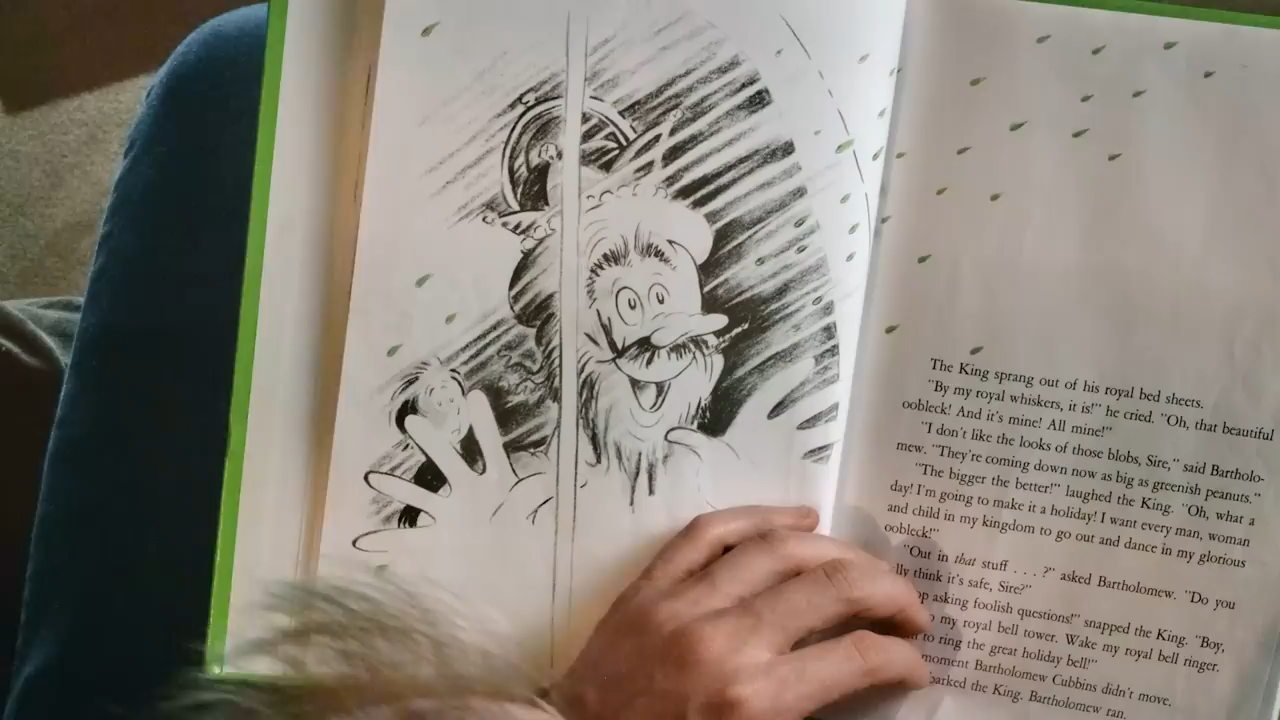 The King sprang out of his royal bed sheets.
"By my royal whiskers, it is!" he cried. "Oh, that beautiful
oobleck! And it's mine! All mine!"
"I don't like the looks of those blobs, Sire," said Bartholo-
mew. "They're coming down now as big as greenish peanuts."
"The bigger the better!" laughed the King. "Oh, what a
day! I'm going to make it a holiday! I want every man, woman
and child in my kingdom to go out and dance in my glorious
oobleck!"
"Out in that stuff . . . ?" asked Bartholomew. "Do you
think it's safe, Sire?"
asking foolish questions!" snapped the King. "Boy,
my royal bell tower. Wake my royal bell ringer.
to ring the great holiday bell!"
moment Bartholomew Cubbins didn't move.
barked the King. Bartholomew ran.